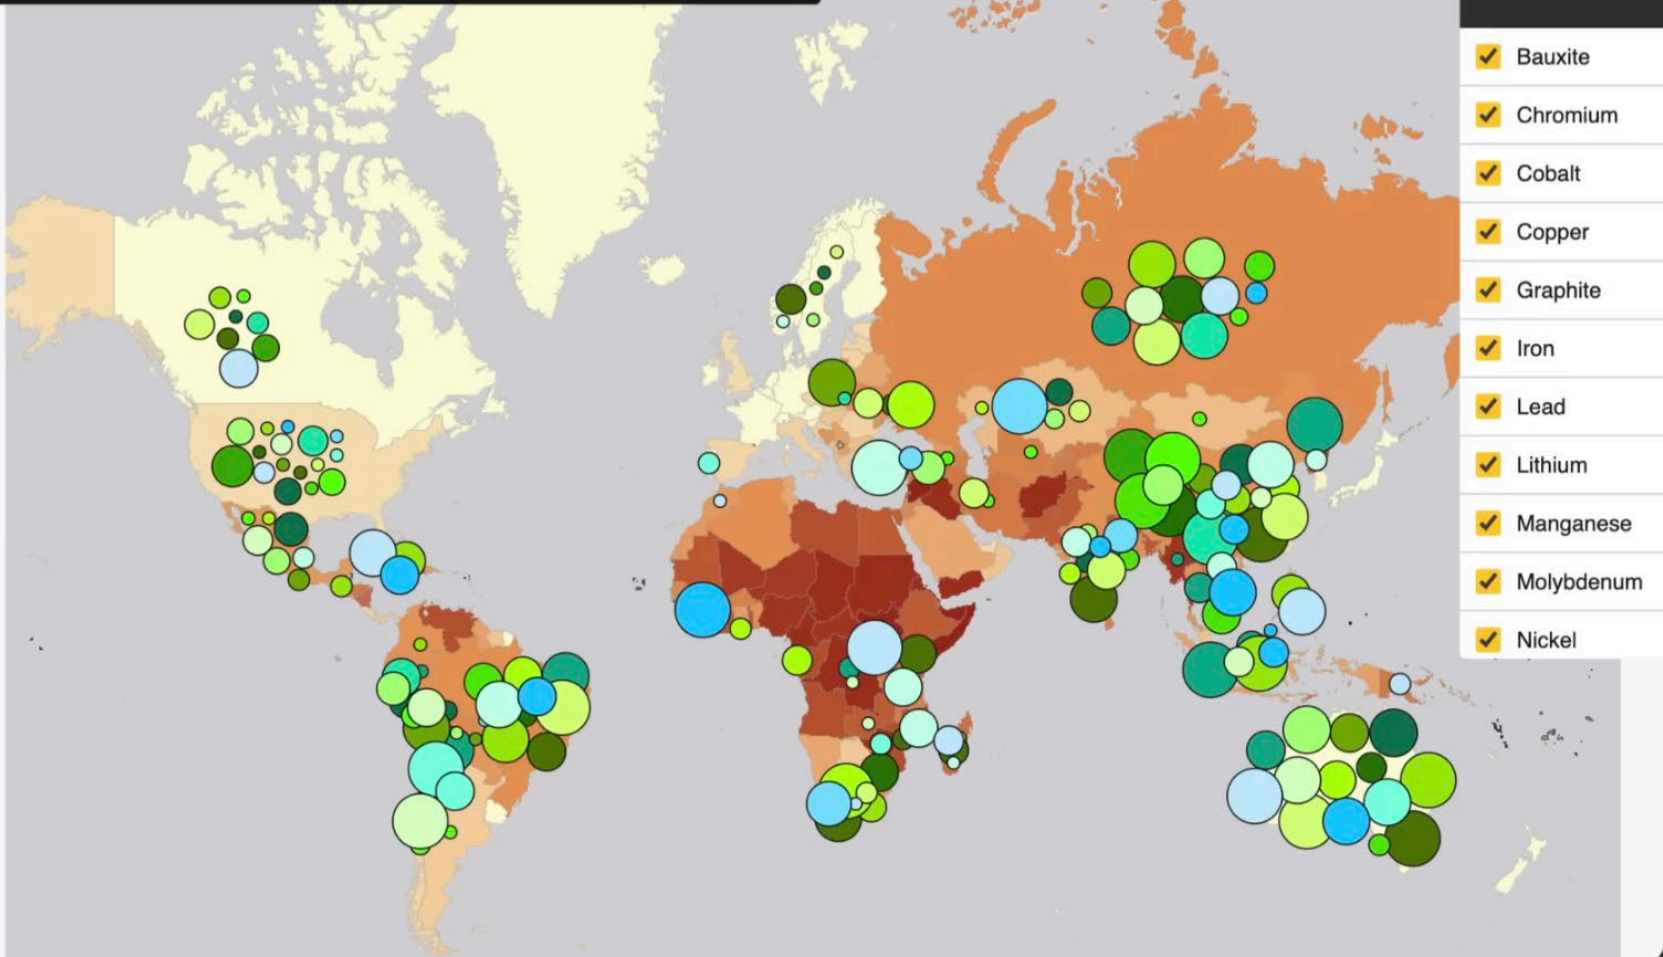 Bauxite
Chromium
Cobalt
Copper
Graphite
Iron
Lead
Lithium
Manganese
Molybdenum
Nickel